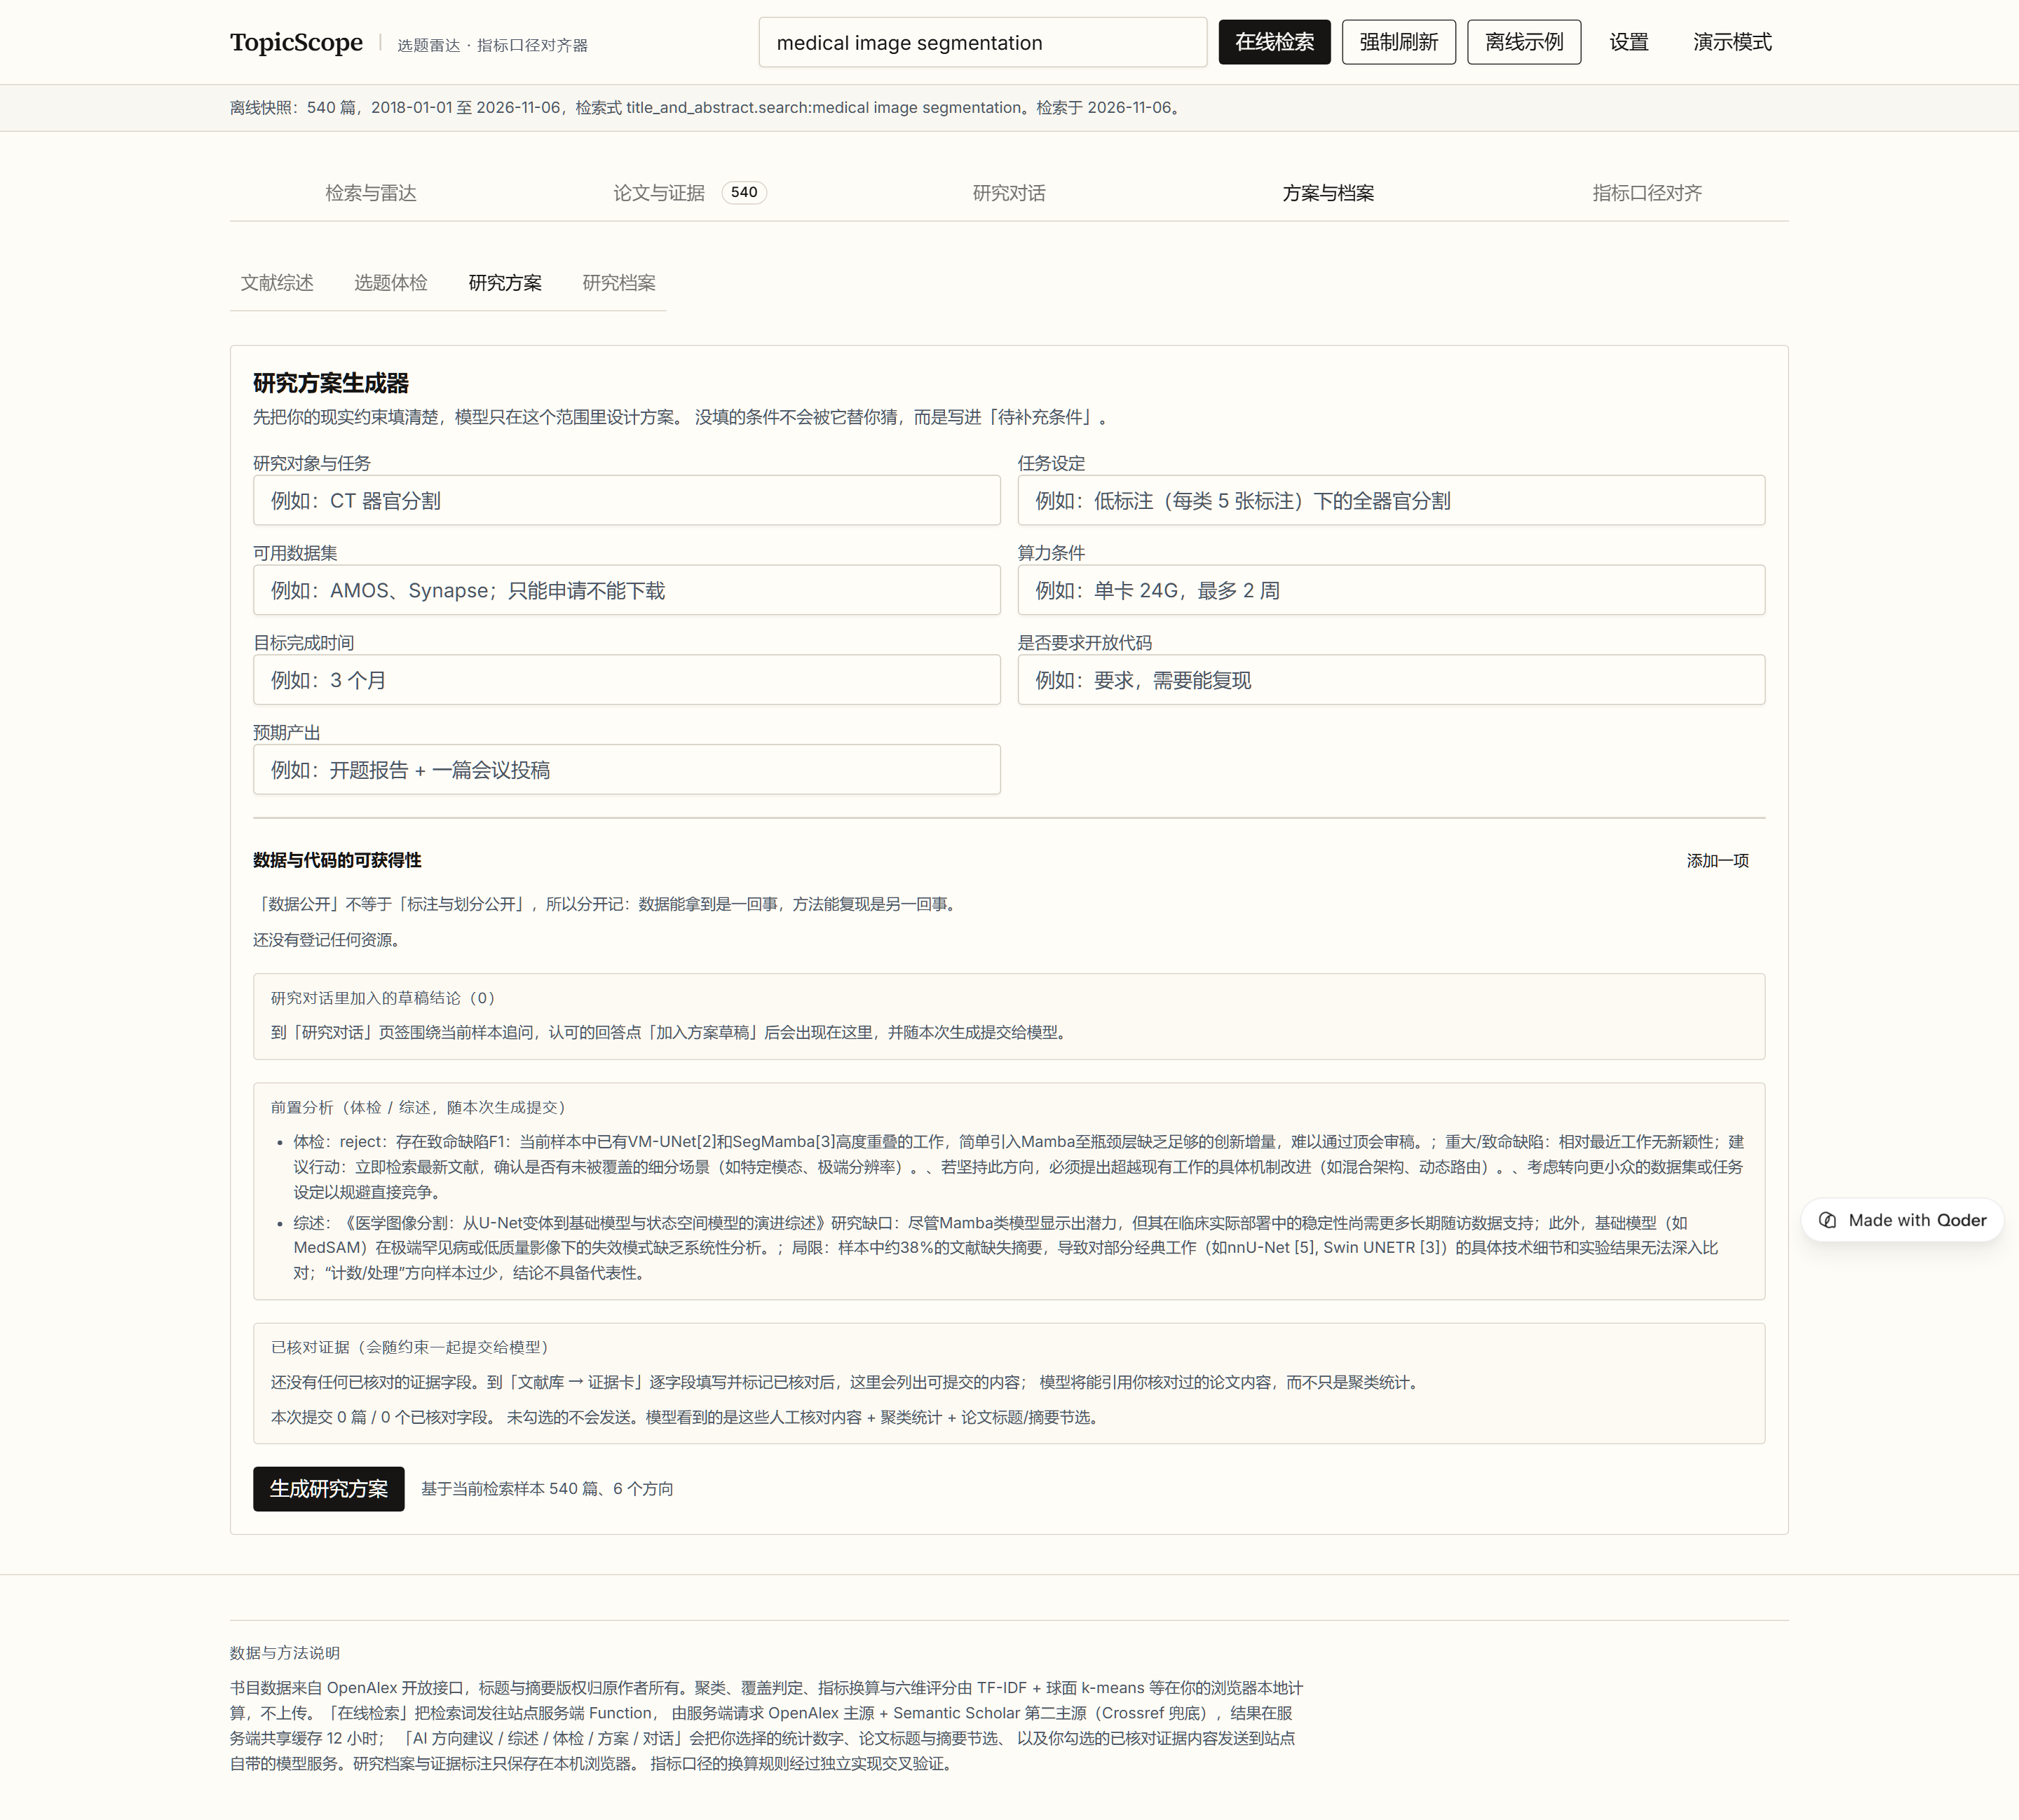 TopicScope
选题雷达 · 指标口径对齐器
medical image segmentation
在线检索
强制刷新
离线示例
设置
演示模式
离线快照：540 篇，2018-01-01 至 2026-11-06，检索式 title_and_abstract.search:medical image segmentation。检索于 2026-11-06。
检索与雷达
论文与证据 540
研究对话
方案与档案
指标口径对齐
文献综述
选题体检
研究方案
研究档案
研究方案生成器
先把你的现实约束填清楚，模型只在这个范围里设计方案。 没填的条件不会被它替你猜，而是写进「待补充条件」。
研究对象与任务
任务设定
例如：CT 器官分割
例如：低标注（每类 5 张标注）下的全器官分割
可用数据集
算力条件
例如：AMOS、Synapse；只能申请不能下载
例如：单卡 24G，最多 2 周
目标完成时间
是否要求开放代码
例如：3 个月
例如：要求，需要能复现
预期产出
例如：开题报告 + 一篇会议投稿
数据与代码的可获得性
添加一项
「数据公开」不等于「标注与划分公开」，所以分开记：数据能拿到是一回事，方法能复现是另一回事。
还没有登记任何资源。
研究对话里加入的草稿结论（0）
到「研究对话」页签围绕当前样本追问，认可的回答点「加入方案草稿」后会出现在这里，并随本次生成提交给模型。
前置分析（体检 / 综述，随本次生成提交）
• 体检：reject：存在致命缺陷F1：当前样本中已有VM-UNet[2]和SegMamba[3]高度重叠的工作，简单引入Mamba至瓶颈层缺乏足够的创新增量，难以通过顶会审稿。；重大/致命缺陷：相对最近工作无新颖性；建
议行动：立即检索最新文献，确认是否有未被覆盖的细分场景（如特定模态、极端分辨率）。、若坚持此方向，必须提出超越现有工作的具体机制改进（如混合架构、动态路由）。、考虑转向更小众的数据集或任务
设定以规避直接竞争。
• 综述：《医学图像分割：从U-Net变体到基础模型与状态空间模型的演进综述》研究缺口：尽管Mamba类模型显示出潜力，但其在临床实际部署中的稳定性尚需更多长期随访数据支持；此外，基础模型（如
MedSAM）在极端罕见病或低质量影像下的失效模式缺乏系统性分析。；局限：样本中约38%的文献缺失摘要，导致对部分经典工作（如nnU-Net [5], Swin UNETR [3]）的具体技术细节和实验结果无法深入比
对；“计数/处理”方向样本过少，结论不具备代表性。
已核对证据（会随约束一起提交给模型）
还没有任何已核对的证据字段。到「文献库 → 证据卡」逐字段填写并标记已核对后，这里会列出可提交的内容； 模型将能引用你核对过的论文内容，而不只是聚类统计。
本次提交 0 篇 / 0 个已核对字段。 未勾选的不会发送。模型看到的是这些人工核对内容 + 聚类统计 + 论文标题/摘要节选。
生成研究方案
基于当前检索样本 540 篇、6 个方向
Made with Qoder
数据与方法说明
书目数据来自 OpenAlex 开放接口，标题与摘要版权归原作者所有。聚类、覆盖判定、指标换算与六维评分由 TF-IDF + 球面 k-means 等在你的浏览器本地计
算，不上传。「在线检索」把检索词发往站点服务端 Function， 由服务端请求 OpenAlex 主源 + Semantic Scholar 第二主源（Crossref 兜底），结果在服
务端共享缓存 12 小时； 「AI 方向建议 / 综述 / 体检 / 方案 / 对话」会把你选择的统计数字、论文标题与摘要节选、 以及你勾选的已核对证据内容发送到站点
自带的模型服务。研究档案与证据标注只保存在本机浏览器。 指标口径的换算规则经过独立实现交叉验证。